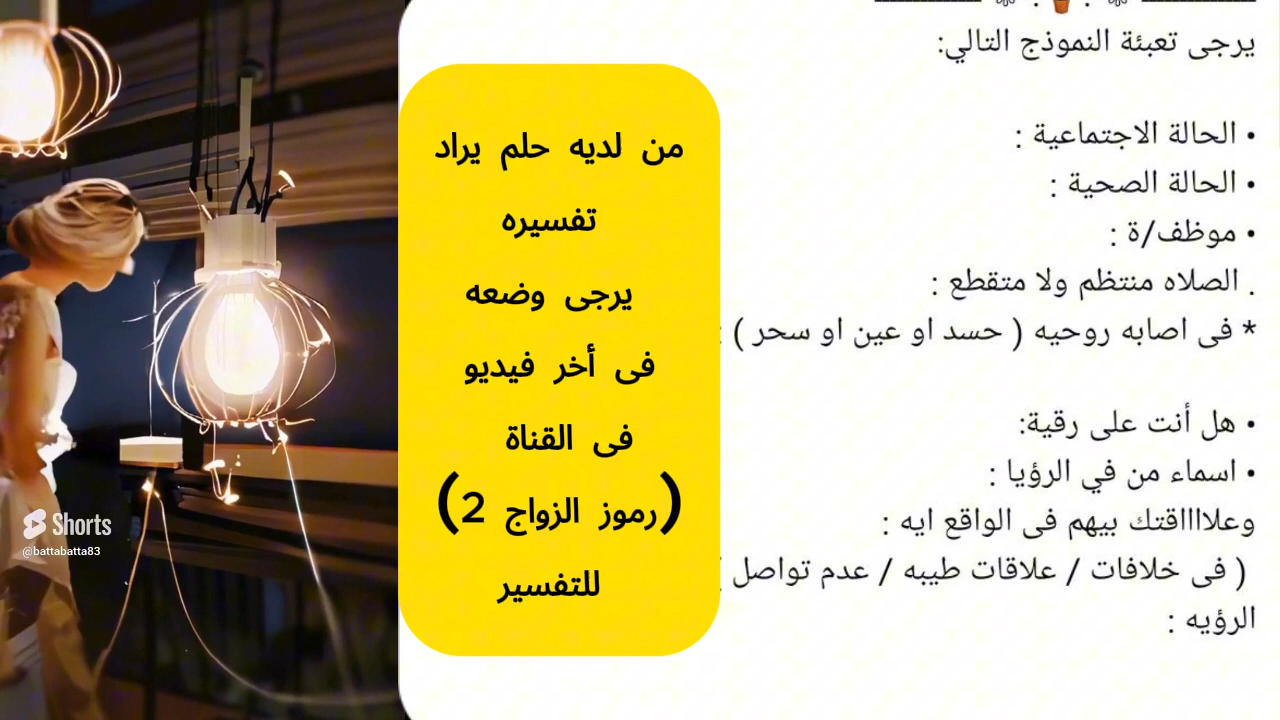 يرجى تعبئة النموذج التالي:
• الحالة الاجتماعية :
• الحالة الصحية :
• موظف/ة :
. الصلاه منتظم ولا متقطع :
* فى اصابه روحيه ( حسد او عين او سحر ) :
• هل أنت على رقية:
• اسماء من في الرؤيا :
وعلااااقتك بيهم فى الواقع ايه :
( فى خلافات / علاقات طيبه / عدم تواصل )
الرؤيه :
من لديه حلم يراد
تفسيره
يرجى وضعه
فى أخر فيديو
فى القناة
(رموز الزواج 2)
للتفسير
Shorts
@battabatta83